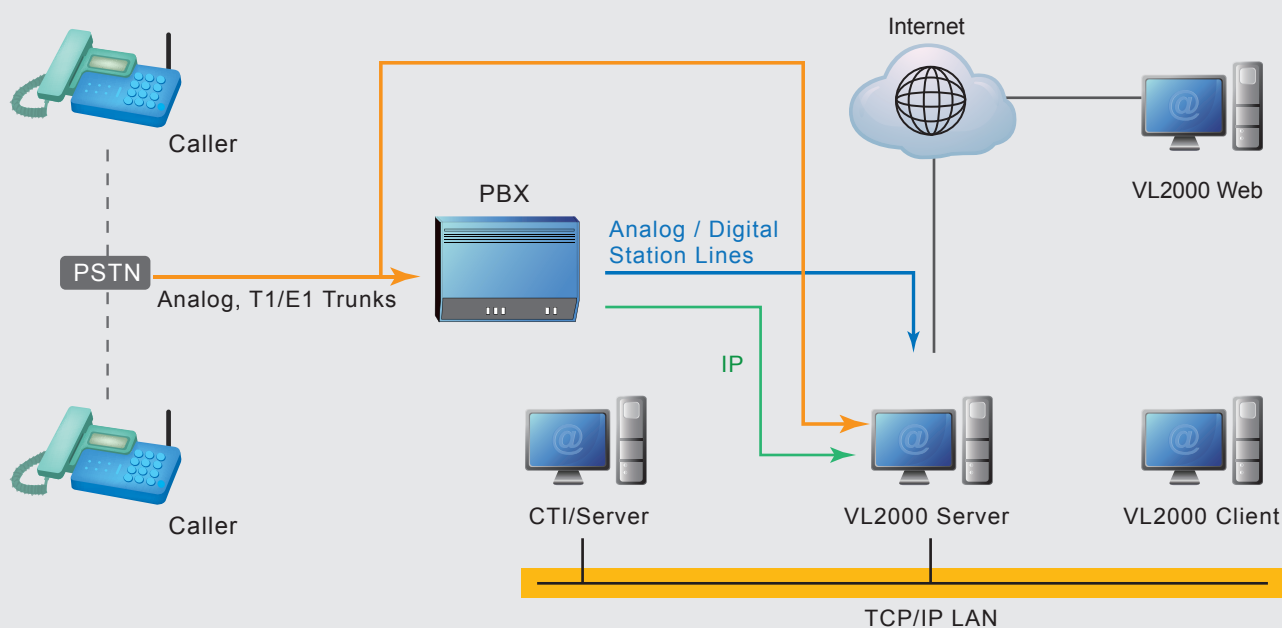 Internet
Caller
VL2000 Web
PBX
Analog / Digital
Station Lines
PSTN
Analog, T1/E1 Trunks
IP
@
@
@
@
Caller
CTI/Server
VL2000 Server
VL2000 Client
TCP/IP LAN